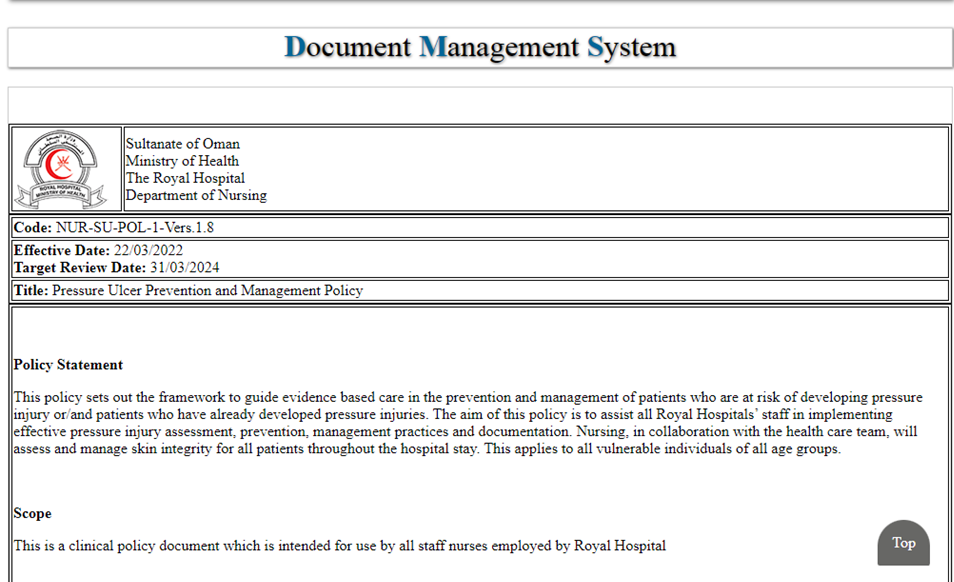 Document Management System
Sultanate of Oman
Ministry of Health
The Royal Hospital
Department of Nursing
ROYAL HOSPITAL
MINISTRY OF HEALTH
Code: NUR-SU-POL-1-Vers.1.8
Effective Date: 22/03/2022
Target Review Date: 31/03/2024
Title: Pressure Ulcer Prevention and Management Policy
Policy Statement
This policy sets out the framework to guide evidence based care in the prevention and management of patients who are at risk of developing pressure
injury or/and patients who have already developed pressure injuries. The aim of this policy is to assist all Royal Hospitals’ staff in implementing
effective pressure injury assessment, prevention, management practices and documentation. Nursing, in collaboration with the health care team, will
assess and manage skin integrity for all patients throughout the hospital stay. This applies to all vulnerable individuals of all age groups.
Scope
This is a clinical policy document which is intended for use by all staff nurses employed by Royal Hospital
Top